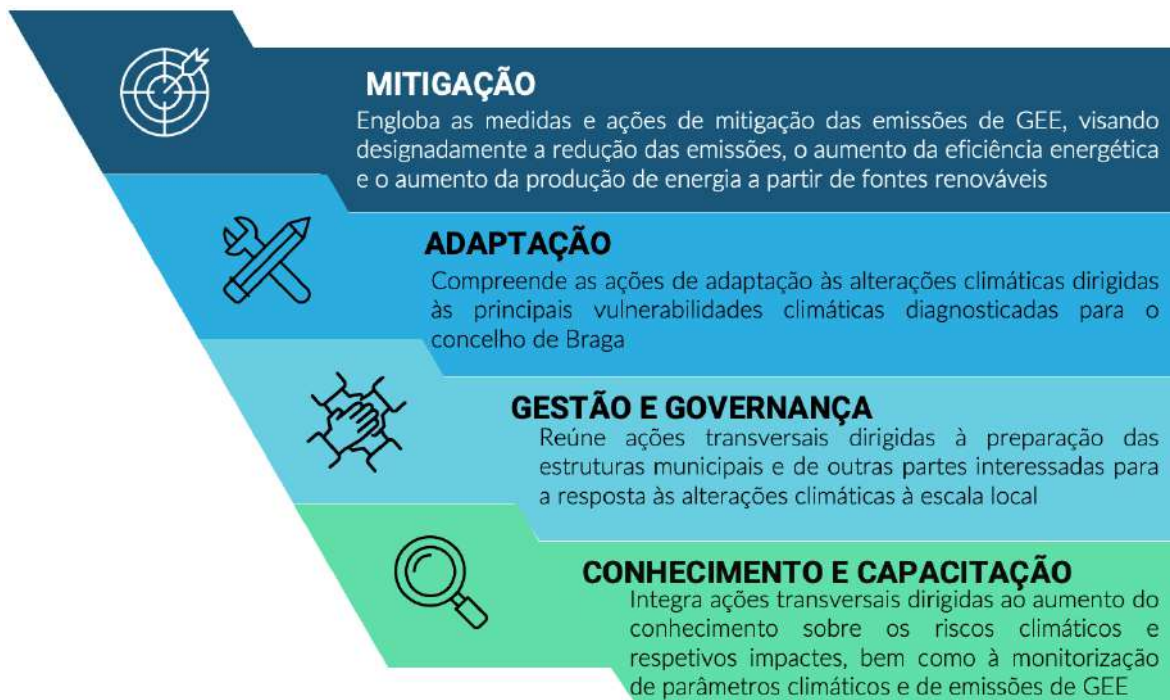 MITIGAÇÃO
Engloba as medidas e ações de mitigação das emissões de GEE, visando
designadamente a redução das emissões, o aumento da eficiência energética
e o aumento da produção de energia a partir de fontes renováveis
ADAPTAÇÃO
Compreende as ações de adaptação às alterações climáticas dirigidas
às principais vulnerabilidades climáticas diagnosticadas para o
concelho de Braga
GESTÃO E GOVERNANÇA
Reúne ações transversais dirigidas à preparação das
estruturas municipais e de outras partes interessadas para
a resposta às alterações climáticas à escala local
CONHECIMENTO E CAPACITAÇÃO
Integra ações transversais dirigidas ao aumento do
conhecimento sobre os riscos climáticos e
respetivos impactes, bem como à monitorização
de parâmetros climáticos e de emissões de GEE